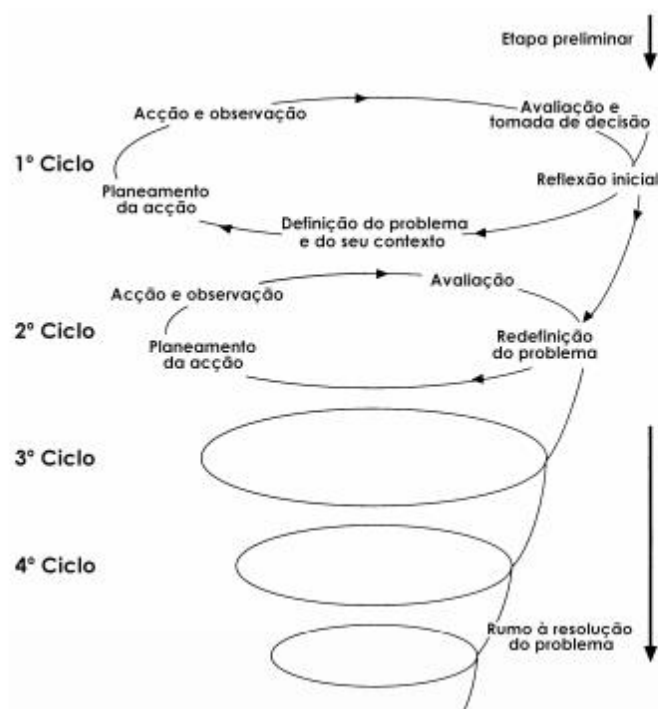 Etapa preliminar
Acção e observação
Avaliação e
tomada de decisão
1º Ciclo
Planeamento
da acção
Reflexão inicial
Definição do problema
e do seu contexto
Acção e observação
Avaliação
2º Ciclo
Planeamento
da acção
Redefinição
do problema
3º Ciclo
4º Ciclo
Rumo à resolução
do problema